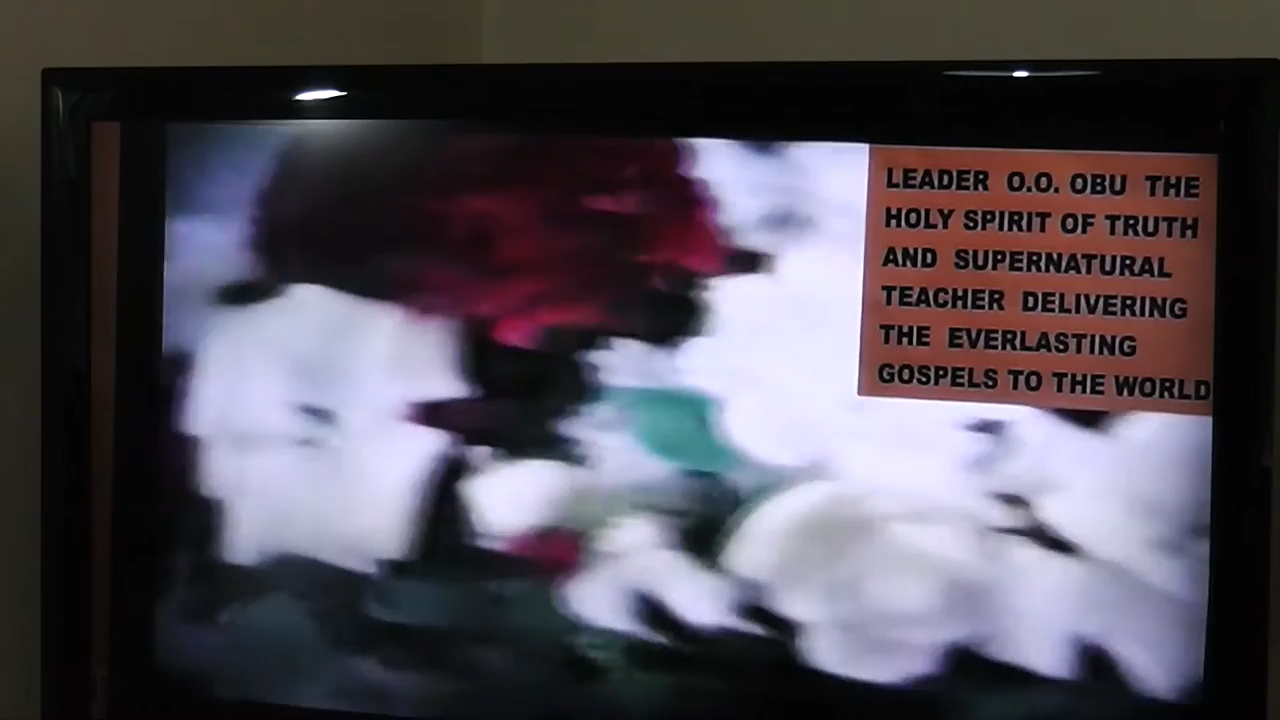 LEADER O.O. OBU THE
HOLY SPIRIT OF TRUTH
AND SUPERNATURAL
TEACHER DELIVERING
THE EVERLASTING
GOSPELS TO THE WORLD